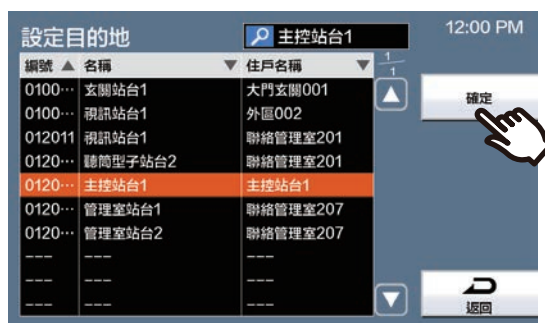 設定目的地 主控站台1 12:00 PM
編號 ▲ 名稱 ▼ 住戶名稱 ▼ 1/1
0100… 玄關站台1 大門玄關001
0100… 視訊站台1 外區002
012011 視訊站台1 聯絡管理室201
0120… 聽筒型子站台2 聯絡管理室201
0120… 主控站台1 主控站台1
0120… 管理室站台1 聯絡管理室207
0120… 管理室站台2 聯絡管理室207
--- --- ---
--- --- ---
--- --- ---
確定
返回